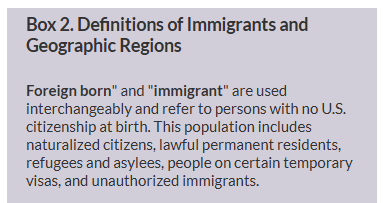 Box 2. Definitions of Immigrants and
Geographic Regions
Foreign born" and "immigrant" are used
interchangeably and refer to persons with no U.S.
citizenship at birth. This population includes
naturalized citizens, lawful permanent residents,
refugees and asylees, people on certain temporary
visas, and unauthorized immigrants.